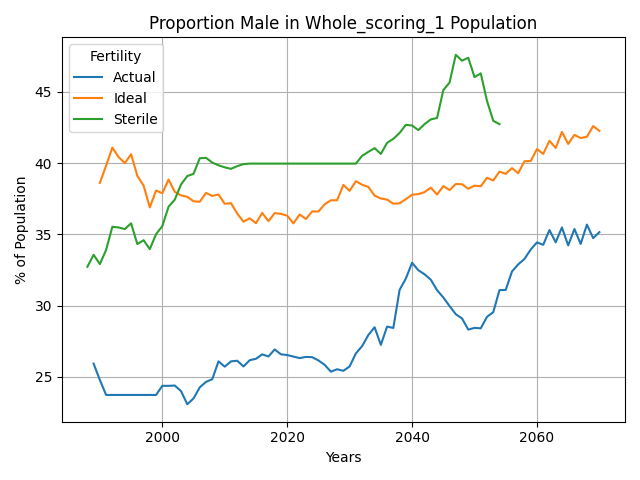 Proportion Male in Whole_scoring_1 Population
Fertility
Actual
Ideal
Sterile
% of Population
45
40
35
30
25
2000 2020 2040 2060
Years